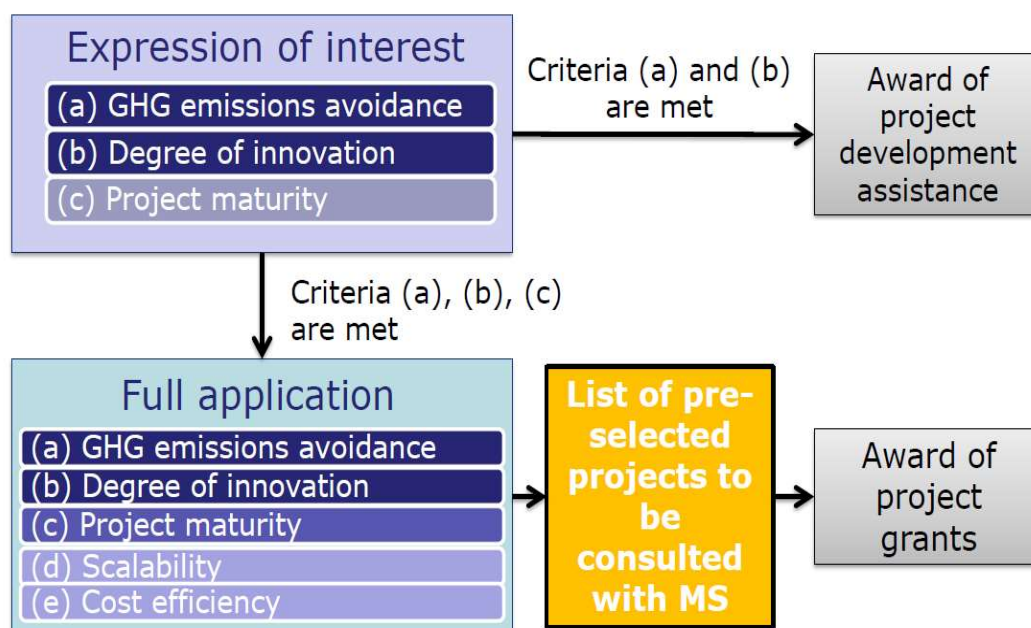 Expression of interest
(a) GHG emissions avoidance
(b) Degree of innovation
(c) Project maturity
Criteria (a) and (b)
are met
Award of
project
development
assistance
Criteria (a), (b), (c)
are met
Full application
(a) GHG emissions avoidance
(b) Degree of innovation
(c) Project maturity
(d) Scalability
(e) Cost efficiency
List of pre-
selected
projects to
be
consulted
with MS
Award of
project
grants